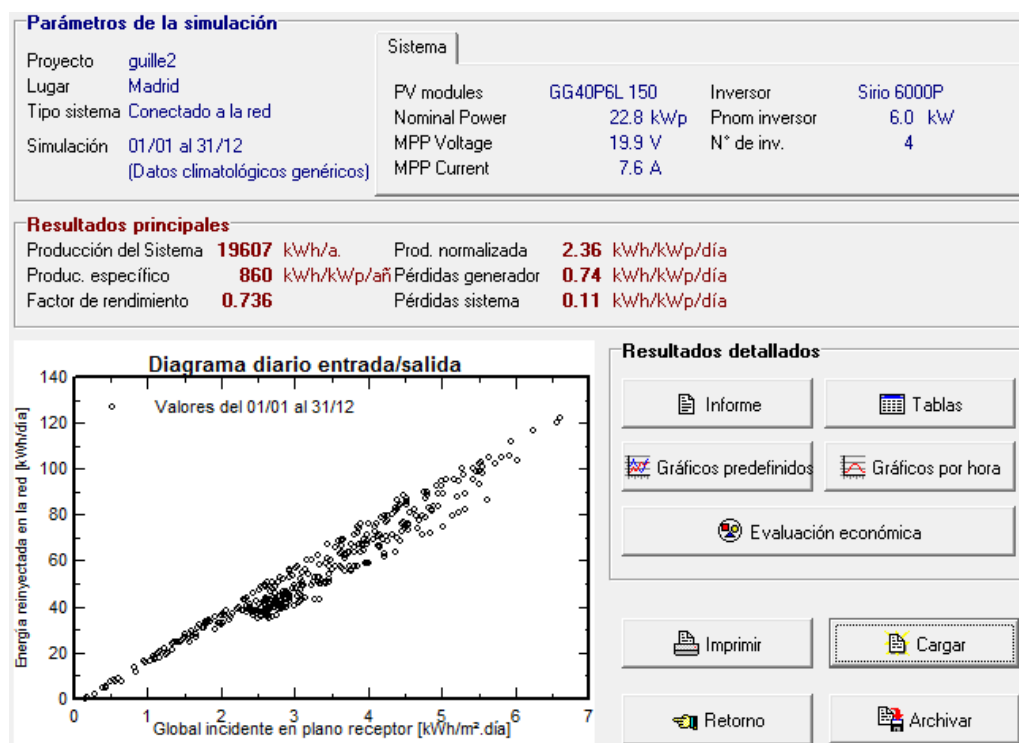 Parámetros de la simulación
Proyecto guille2
Lugar Madrid
Tipo sistema Conectado a la red
Simulación 01/01 al 31/12
(Datos climatológicos genéricos)
Sistema
PV modules GG40P6L 150 Inversor Sirio 6000P
Nominal Power 22.8 kWp Pnom inversor 6.0 kW
MPP Voltage 19.9 V N° de inv. 4
MPP Current 7.6 A
Resultados principales
Producción del Sistema 19607 kWh/a. Prod. normalizada 2.36 kWh/kWp/día
Produc. específico 860 kWh/kWp/añ Pérdidas generador 0.74 kWh/kWp/día
Factor de rendimiento 0.736 Pérdidas sistema 0.11 kWh/kWp/día
Diagrama diario entrada/salida
Valores del 01/01 al 31/12
Energía reinyectada en la red [kWh/día]
140
120
100
80
60
40
20
0
0 1 2 3 4 5 6 7
Global incidente en plano receptor [kWh/m².día]
Resultados detallados
Informe Tablas
Gráficos predefinidos Gráficos por hora
Evaluación económica
Imprimir Cargar
Retorno Archivar